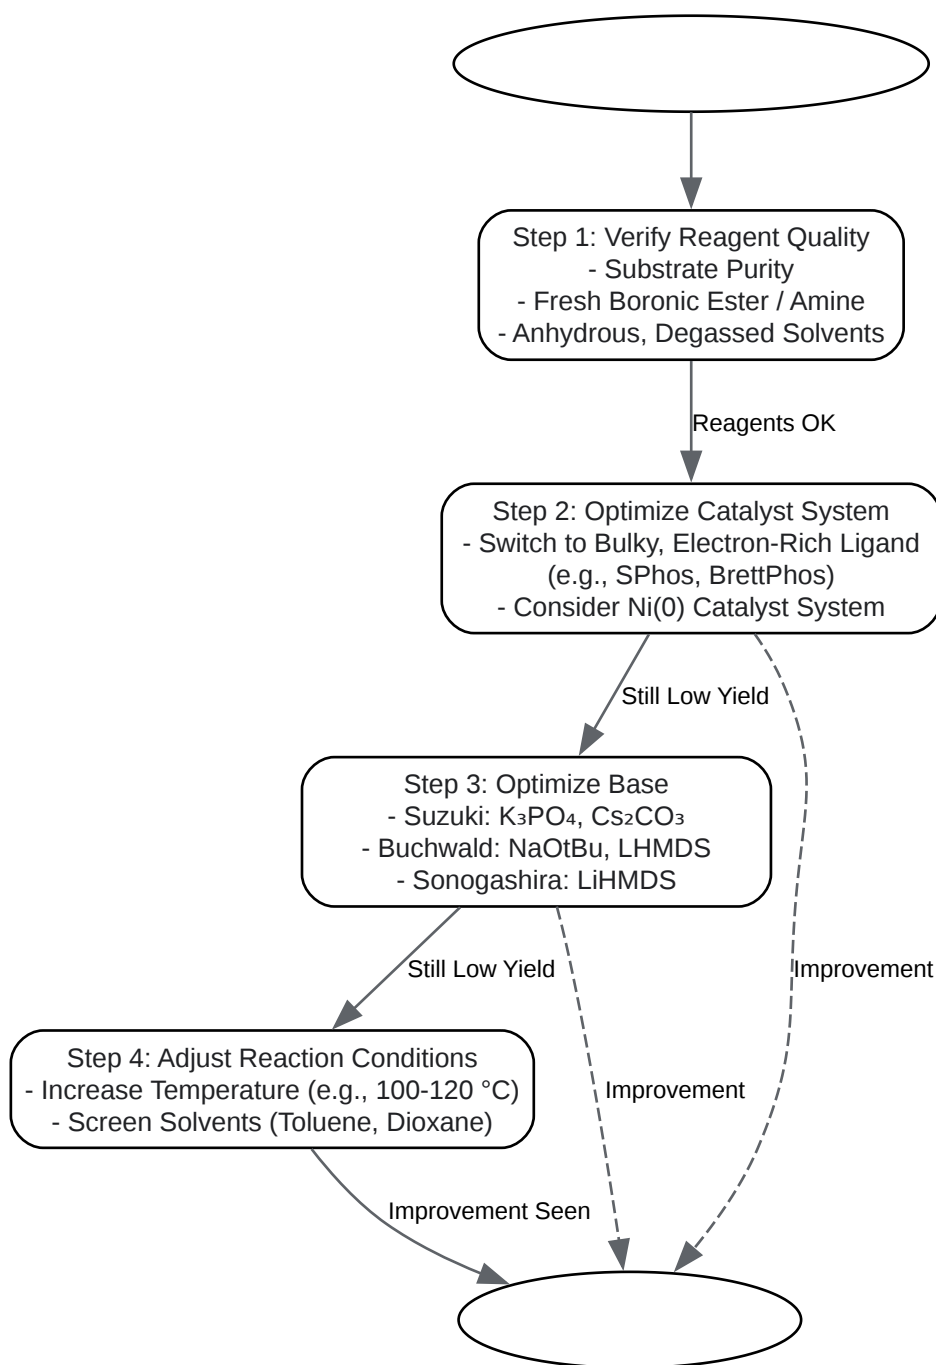 Step 1: Verify Reagent Quality
- Substrate Purity
- Fresh Boronic Ester / Amine
- Anhydrous, Degassed Solvents
Reagents OK
Step 2: Optimize Catalyst System
- Switch to Bulky, Electron-Rich Ligand
(e.g., SPhos, BrettPhos)
- Consider Ni(0) Catalyst System
Still Low Yield
Step 3: Optimize Base
- Suzuki: K₃PO₄, Cs₂CO₃
- Buchwald: NaOtBu, LHMDS
- Sonogashira: LiHMDS
Still Low Yield
Improvement
Step 4: Adjust Reaction Conditions
- Increase Temperature (e.g., 100-120 °C)
- Screen Solvents (Toluene, Dioxane)
Improvement
Improvement Seen